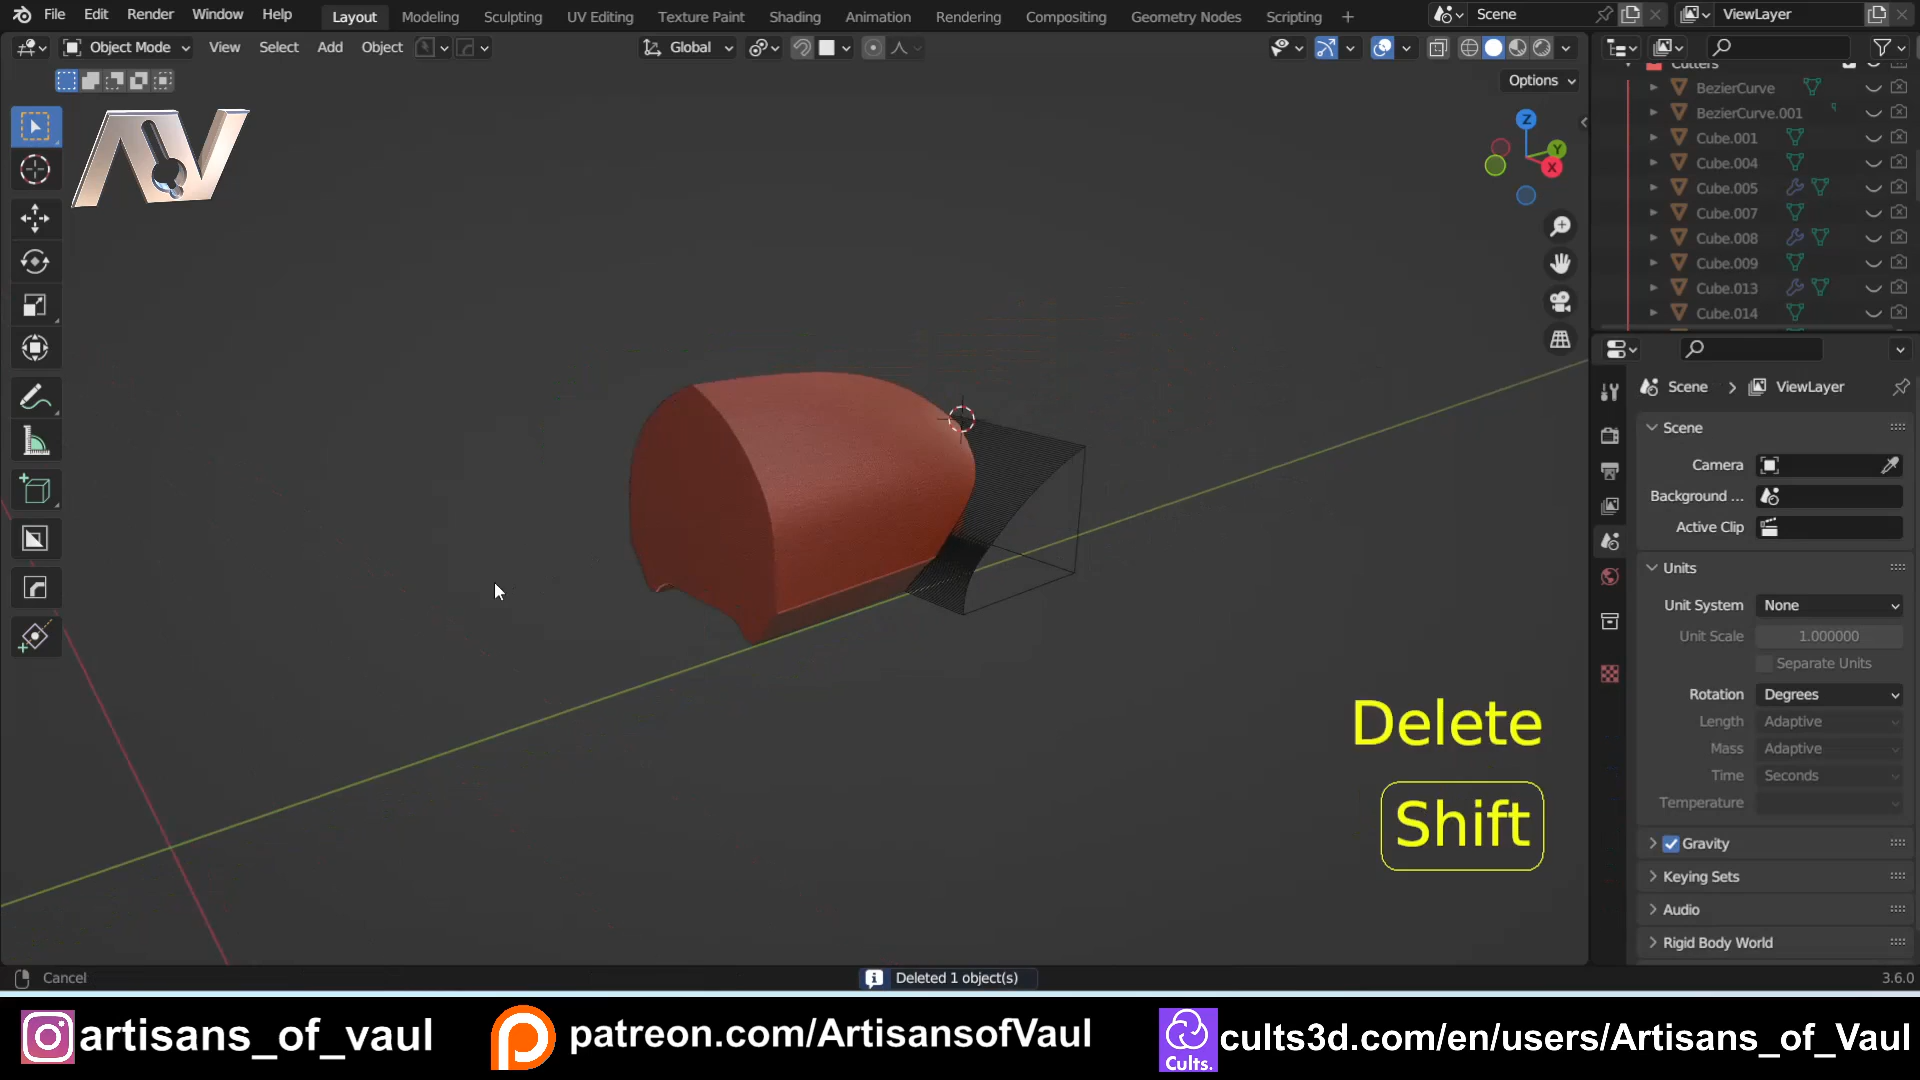 File Edit Render Window Help Layout Modeling Sculpting UV Editing Texture Paint Shading Animation Rendering Compositing Geometry Nodes Scripting + Scene ViewLayer
Object Mode View Select Add Object Global
Options
AV
Z
Y
X
Cutters
BezierCurve
BezierCurve.001
Cube.001
Cube.004
Cube.005
Cube.007
Cube.008
Cube.009
Cube.013
Cube.014
Scene > ViewLayer
Scene
Camera
Background ...
Active Clip
Units
Unit System None
Unit Scale 1.000000
Separate Units
Rotation Degrees
Length Adaptive
Mass Adaptive
Time Seconds
Temperature
Gravity
Keying Sets
Audio
Rigid Body World
Delete
Shift
Cancel Deleted 1 object(s) 3.6.0
artisans_of_vaul patreon.com/ArtisansofVaul Cults. cults3d.com/en/users/Artisans_of_Vaul